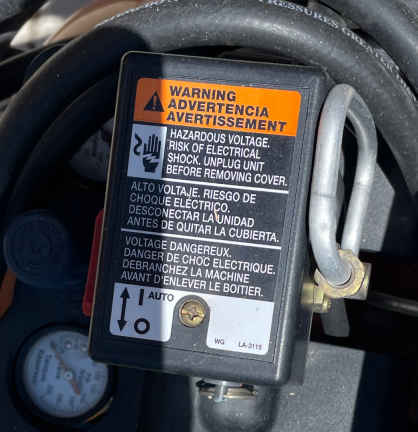 WARNING
ADVERTENCIA
AVERTISSEMENT
HAZARDOUS VOLTAGE.
RISK OF ELECTRICAL
SHOCK. UNPLUG UNIT
BEFORE REMOVING COVER.
ALTO VOLTAJE. RIESGO DE
CHOQUE ELÉCTRICO.
DESCONECTAR LA UNIDAD
ANTES DE QUITAR LA CUBIERTA.
VOLTAGE DANGEREUX.
DANGER DE CHOC ELECTRIQUE.
DEBRANCHEZ LA MACHINE
AVANT D'ENLEVER LE BOITIER.
AUTO
WG LA-3115